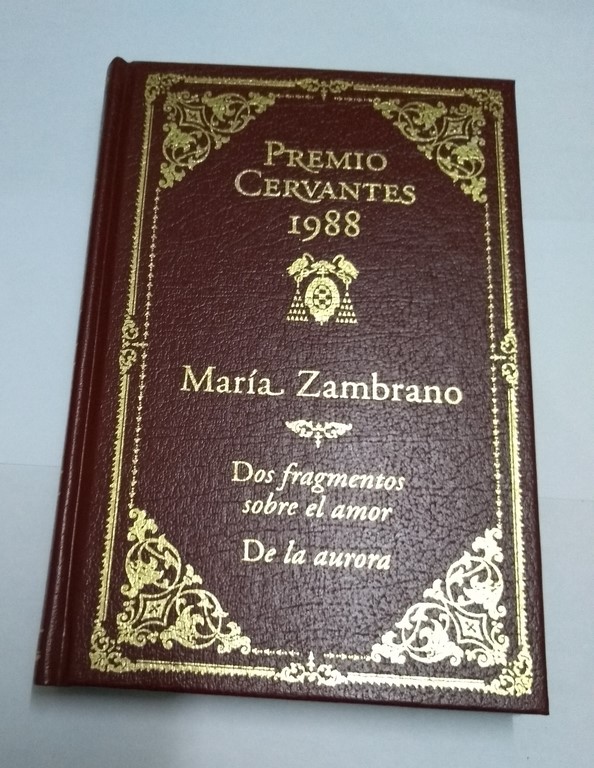 PREMIO
CERVANTES
1988
María Zambrano
Dos fragmentos
sobre el amor
De la aurora